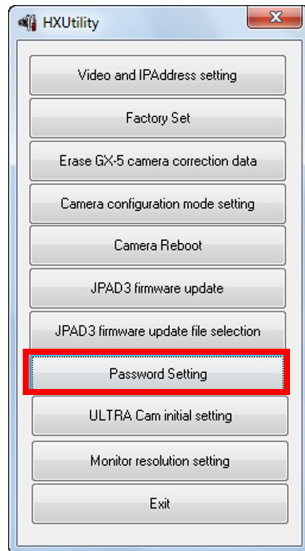 HXUtility
Video and IPAddress setting
Factory Set
Erase GX-5 camera correction data
Camera configuration mode setting
Camera Reboot
JPAD3 firmware update
JPAD3 firmware update file selection
Password Setting
ULTRA Cam initial setting
Monitor resolution setting
Exit